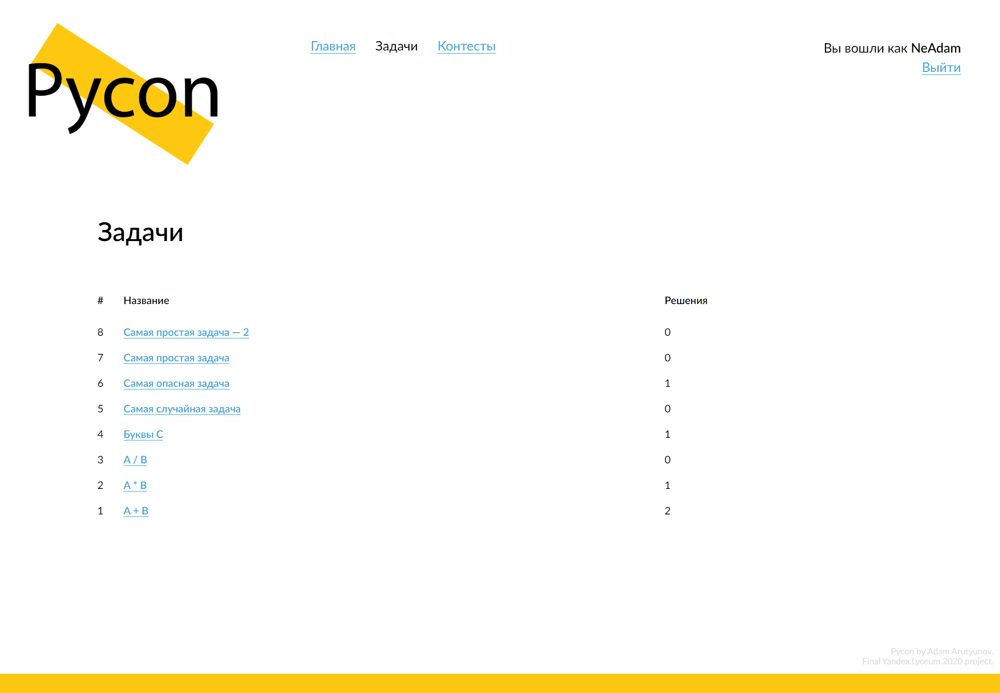 Pycon
Главная Задачи Контесты
Вы вошли как NeAdam
Выйти
Задачи
# Название Решения
8 Самая простая задача — 2 0
7 Самая простая задача 0
6 Самая опасная задача 1
5 Самая случайная задача 0
4 Буквы С 1
3 A / B 0
2 A * B 1
1 A + B 2
Pycon by Adam Arutyunov.
Final Yandex.Lyceum 2020 project.